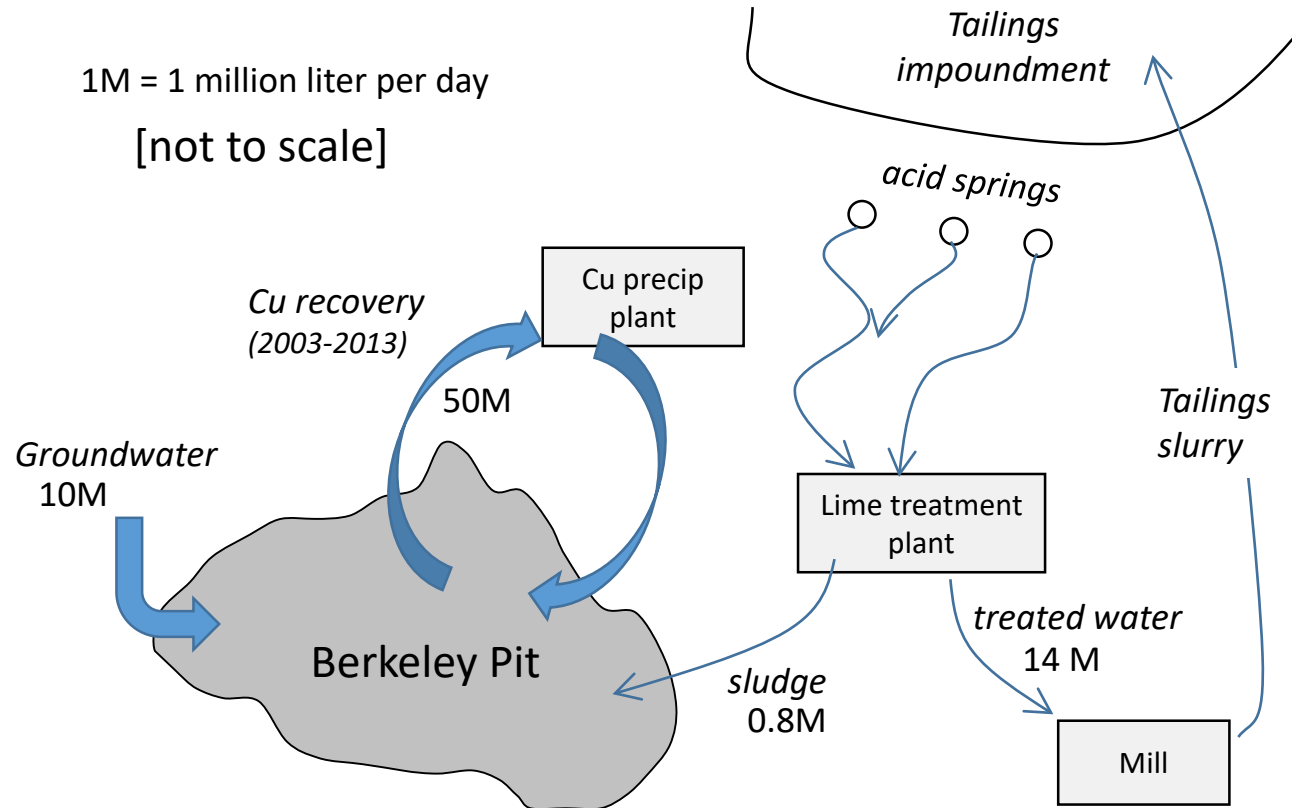 1M = 1 million liter per day
[not to scale]
Tailings
impoundment
acid springs
Cu precip
plant
Cu recovery
(2003-2013)
50M
Tailings
slurry
Groundwater
10M
Lime treatment
plant
treated water
14 M
Berkeley Pit
sludge
0.8M
Mill